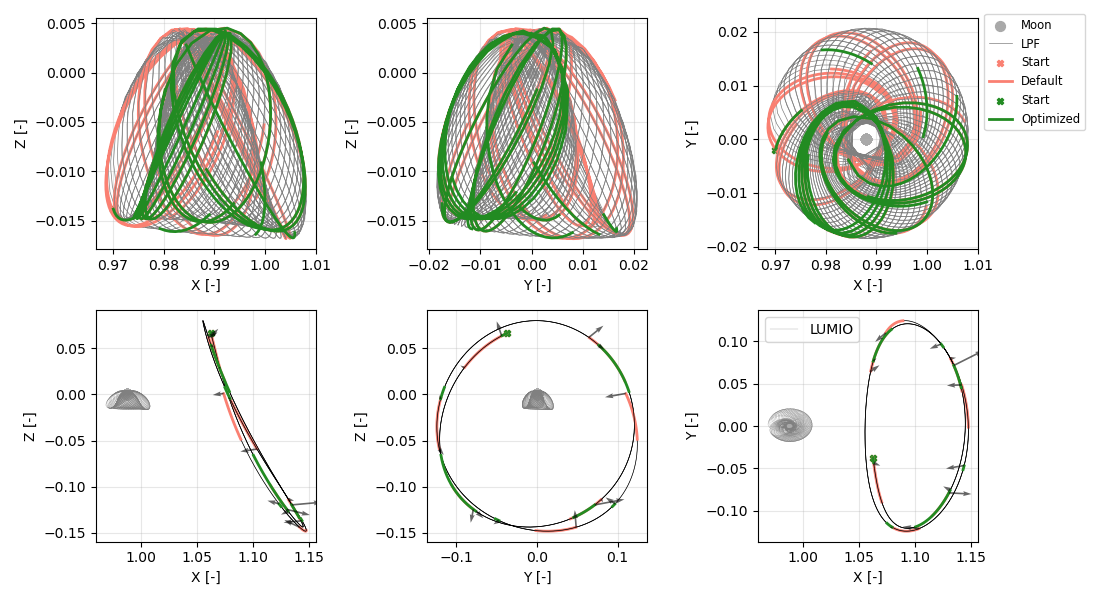 0.005
0.000
−0.005
−0.010
−0.015
Z [-]
0.97
0.98
0.99
1.00
1.01
X [-]
0.005
0.000
−0.005
−0.010
−0.015
Z [-]
−0.02
−0.01
0.00
0.01
0.02
Y [-]
0.02
0.01
0.00
−0.01
−0.02
Y [-]
0.97
0.98
0.99
1.00
1.01
X [-]
Moon
LPF
Start
Default
Start
Optimized
0.05
0.00
−0.05
−0.10
−0.15
Z [-]
1.00
1.05
1.10
1.15
X [-]
0.05
0.00
−0.05
−0.10
−0.15
Z [-]
−0.1
0.0
0.1
Y [-]
LUMIO
0.10
0.05
0.00
−0.05
−0.10
Y [-]
1.00
1.05
1.10
1.15
X [-]